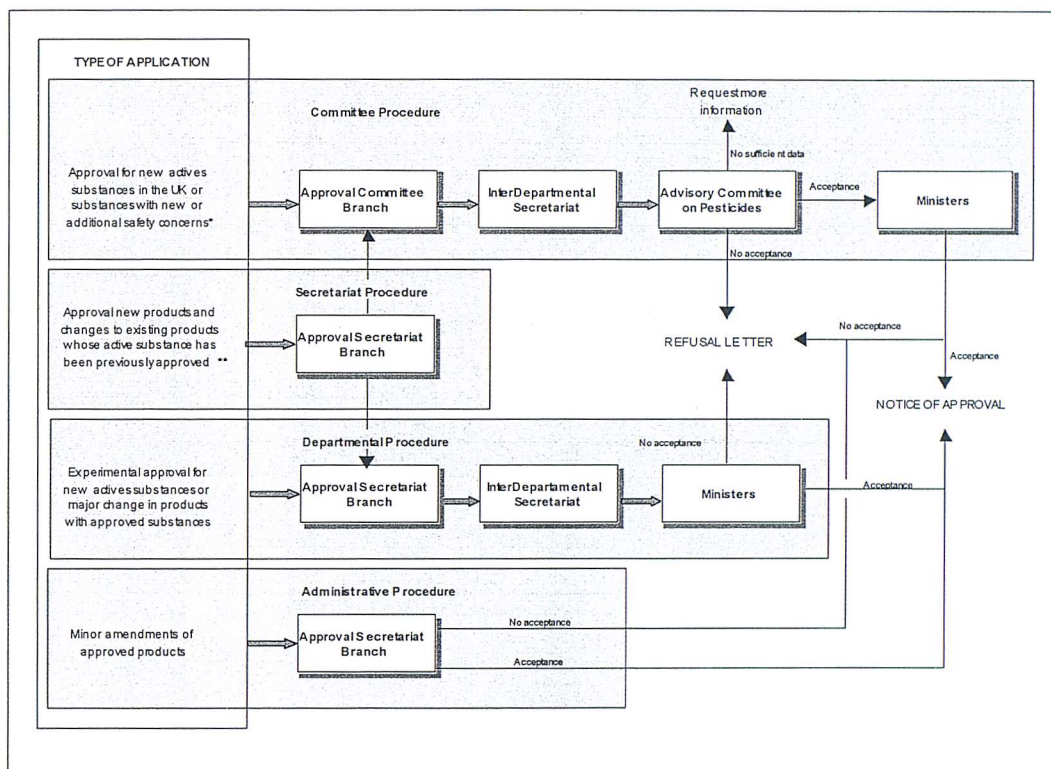 TYPE OF APPLICATION
Committee Procedure
Requestmore
information
No sufficient data
Approval for new actives
substances in the UK or
substances with new or
additional safety concerns*
Approval Committee
Branch
InterDepartmental
Secretariat
Advisory Committee
on Pesticides
Acceptance
Ministers
No acceptance
Secretariat Procedure
Approval new products and
changes to existing products
whose active substance has
been previously approved **
Approval Secretariat
Branch
REFUSAL LETTER
No acceptance
Acceptance
NOTICE OF APPROVAL
Departmental Procedure
No acceptance
Experimental approval for
new actives substances or
major change in products
with approved substances
Approval Secretariat
Branch
InterDepartamental
Secretariat
Ministers
Acceptance
Administrative Procedure
Minor amendments of
approved products
Approval Secretariat
Branch
No acceptance
Acceptance